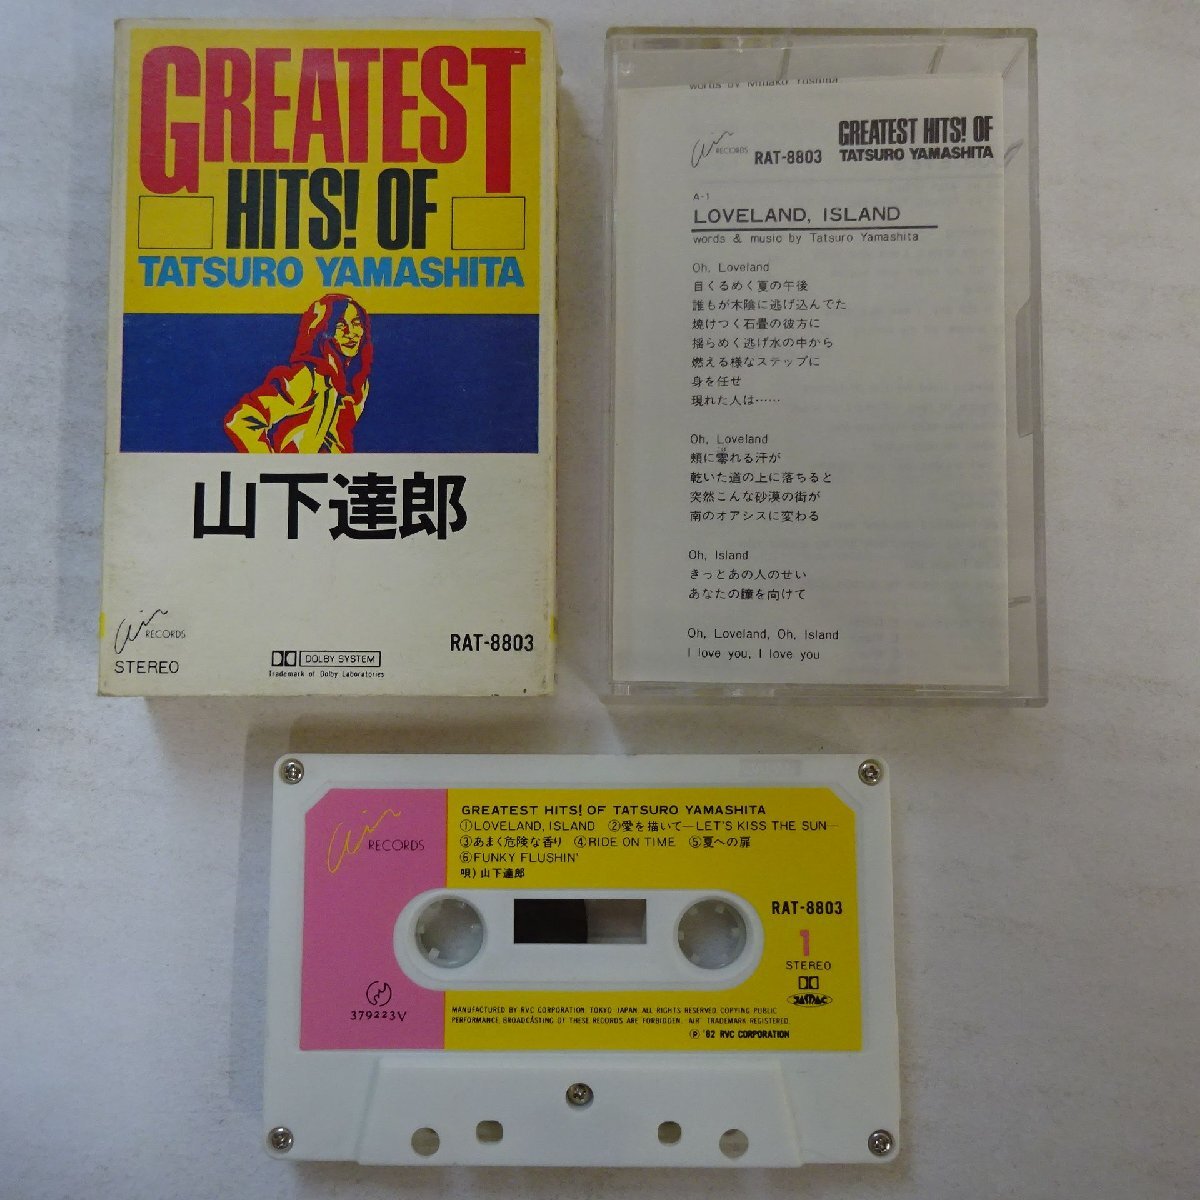 GREATEST
HITS! OF
TATSURO YAMASHITA
山下達郎
Air RECORDS
STEREO
DOLBY SYSTEM
Trademark of Dolby Laboratories
RAT-8803
words by Minako Yoshida
Air RECORDS
RAT-8803
GREATEST HITS! OF
TATSURO YAMASHITA
A-1
LOVELAND, ISLAND
words & music by Tatsuro Yamashita
Oh, Loveland
目くるめく夏の午後
誰もが木陰に逃げ込んでた
焼けつく石畳の彼方に
揺らめく逃げ水の中から
燃える様なステップに
身を任せ
現れた人は……
Oh, Loveland
頬に零れる汗が
乾いた道の上に落ちると
突然こんな砂漠の街が
南のオアシスに変わる
Oh, Island
きっとあの人のせい
あなたの瞳を向けて
Oh, Loveland, Oh, Island
I love you, I love you
Air RECORDS
GREATEST HITS! OF TATSURO YAMASHITA
①LOVELAND, ISLAND ②愛を描いて—LET'S KISS THE SUN—
③あまく危険な香り ④RIDE ON TIME ⑤夏への扉
⑥FUNKY FLUSHIN'
唄)山下達郎
RAT-8803
1
STEREO
JASRAC
379223V
MANUFACTURED BY RVC CORPORATION, TOKYO JAPAN. ALL RIGHTS RESERVED. COPYING PUBLIC
PERFORMANCE, BROADCASTING OF THESE RECORDS ARE FORBIDDEN. "AIR" TRADEMARK REGISTERED.
Ⓟ '82 RVC CORPORATION